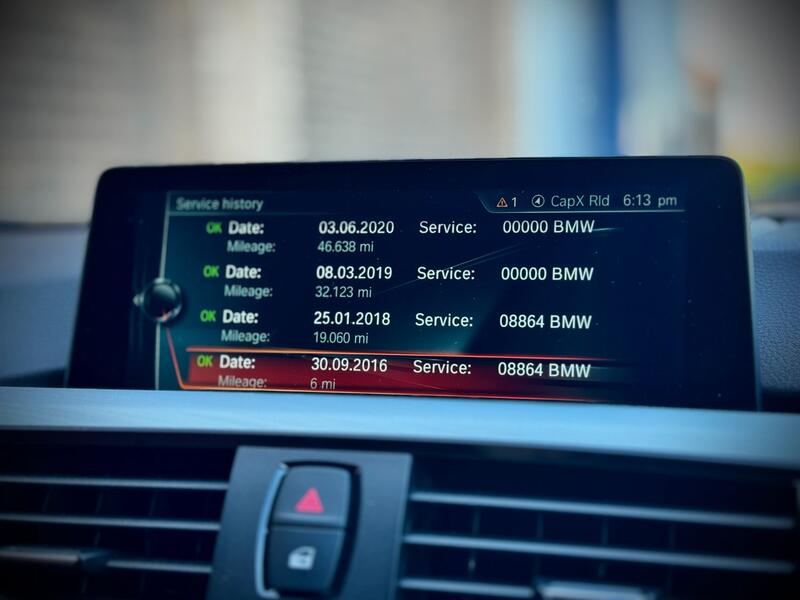 Service history 1 CapX Rld 6:13 pm
OK Date: 03.06.2020 Service: 00000 BMW
Mileage: 46.638 mi
OK Date: 08.03.2019 Service: 00000 BMW
Mileage: 32.123 mi
OK Date: 25.01.2018 Service: 08864 BMW
Mileage: 19.060 mi
OK Date: 30.09.2016 Service: 08864 BMW
Mileage: 6 mi